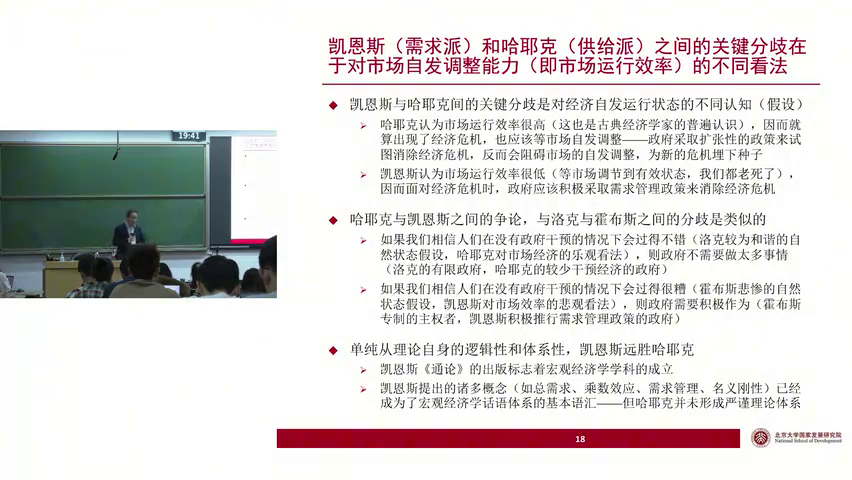 19:41
凯恩斯（需求派）和哈耶克（供给派）之间的关键分歧在
于对市场自发调整能力（即市场运行效率）的不同看法
凯恩斯与哈耶克间的关键分歧是对经济自发运行状态的不同认知（假设）
哈耶克认为市场运行效率很高（这也是古典经济学家的普遍认识），因而就
算出现了经济危机，也应该等市场自发调整——政府采取扩张性的政策来试
图消除经济危机，反而会阻碍市场的自发调整，为新的危机埋下种子
凯恩斯认为市场运行效率很低（等市场调节到有效状态，我们都老死了），
因而面对经济危机时，政府应该积极采取需求管理政策来消除经济危机
哈耶克与凯恩斯之间的争论，与洛克与霍布斯之间的分歧是类似的
如果我们相信人们在没有政府干预的情况下会过得不错（洛克较为和谐的自
然状态假设，哈耶克对市场经济的乐观看法），则政府不需要做太多事情
（洛克的有限政府，哈耶克的较少干预经济的政府）
如果我们相信人们在没有政府干预的情况下会过得很糟（霍布斯悲惨的自然
状态假设，凯恩斯对市场效率的悲观看法），则政府需要积极作为（霍布斯
专制的主权者，凯恩斯积极推行需求管理政策的政府）
单纯从理论自身的逻辑性和体系性，凯恩斯远胜哈耶克
凯恩斯《通论》的出版标志着宏观经济学学科的成立
凯恩斯提出的诸多概念（如总需求、乘数效应、需求管理、名义刚性）已经
成为了宏观经济学话语体系的基本语汇——但哈耶克并未形成严谨理论体系
18
北京大学国家发展研究院
National School of Development